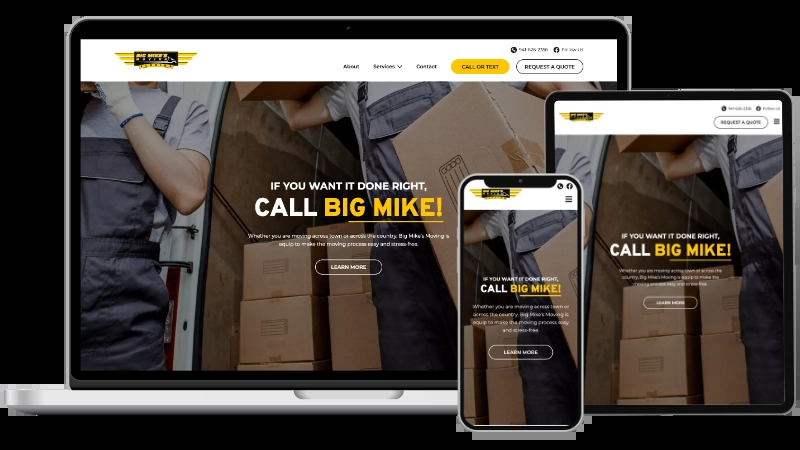 BIG MIKE'S
MOVING
941-626-2356 Follow Us
About Services Contact CALL OR TEXT REQUEST A QUOTE
IF YOU WANT IT DONE RIGHT,
CALL BIG MIKE!
Whether you are moving across town or across the country, Big Mike's Moving is
equip to make the moving process easy and stress-free.
LEARN MORE
IF YOU WANT IT DONE RIGHT,
CALL BIG MIKE!
Whether you are moving across town or
across the country, Big Mike's Moving is
equip to make the moving process easy
and stress-free.
LEARN MORE
Follow Us
REQUEST A QUOTE
IF YOU WANT IT DONE RIGHT,
CALL BIG MIKE!
Whether you are moving across town or across the
country, Big Mike's Moving is equip to make the
moving process easy and stress-free.
LEARN MORE